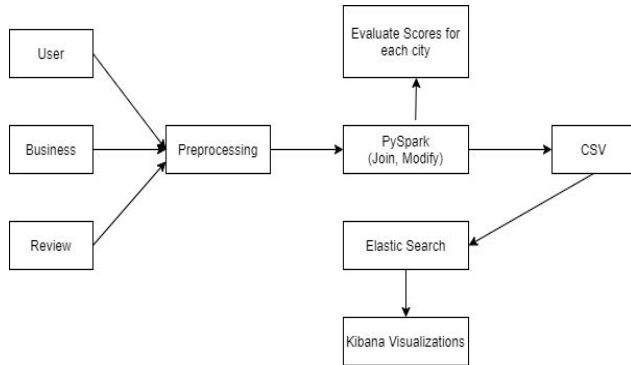 Evaluate Scores for
each city
User
Business
Preprocessing
PySpark
(Join, Modify)
CSV
Review
Elastic Search
Kibana Visualizations